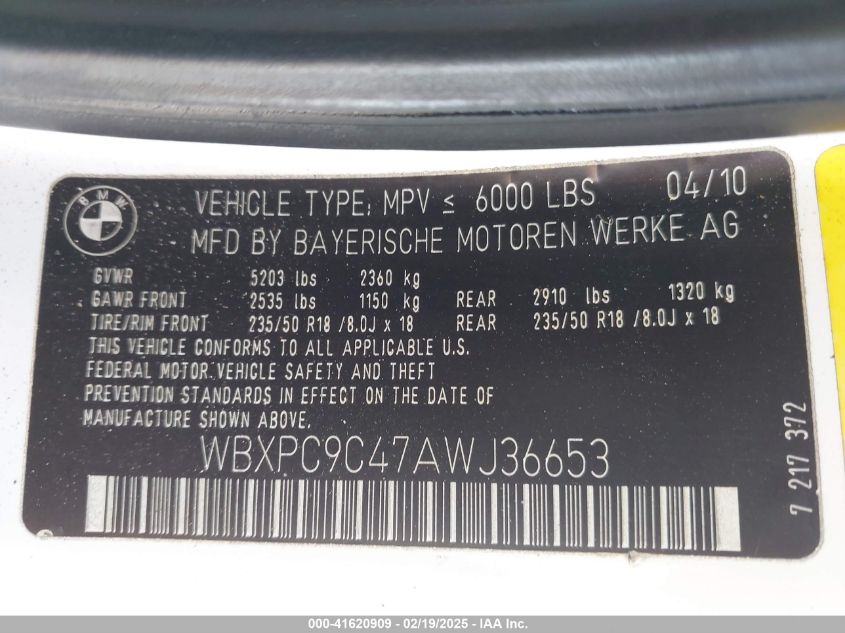 BMW
VEHICLE TYPE: MPV ≤ 6000 LBS 04/10
MFD BY BAYERISCHE MOTOREN WERKE AG
GVWR 5203 lbs 2360 kg
GAWR FRONT 2535 lbs 1150 kg REAR 2910 lbs 1320 kg
TIRE/RIM FRONT 235/50 R18 /8.0J x 18 REAR 235/50 R18 /8.0J x 18
THIS VEHICLE CONFORMS TO ALL APPLICABLE U.S.
FEDERAL MOTOR VEHICLE SAFETY AND THEFT
PREVENTION STANDARDS IN EFFECT ON THE DATE OF
MANUFACTURE SHOWN ABOVE.
WBXPC9C47AWJ36653
7 217 372
000-41620909 - 02/19/2025 - IAA Inc.